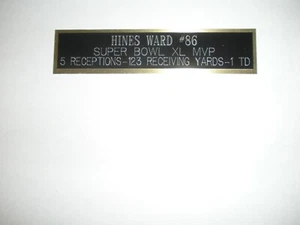 HINES WARD #86
SUPER BOWL XL MVP
5 RECEPTIONS-123 RECEIVING YARDS-1 TD